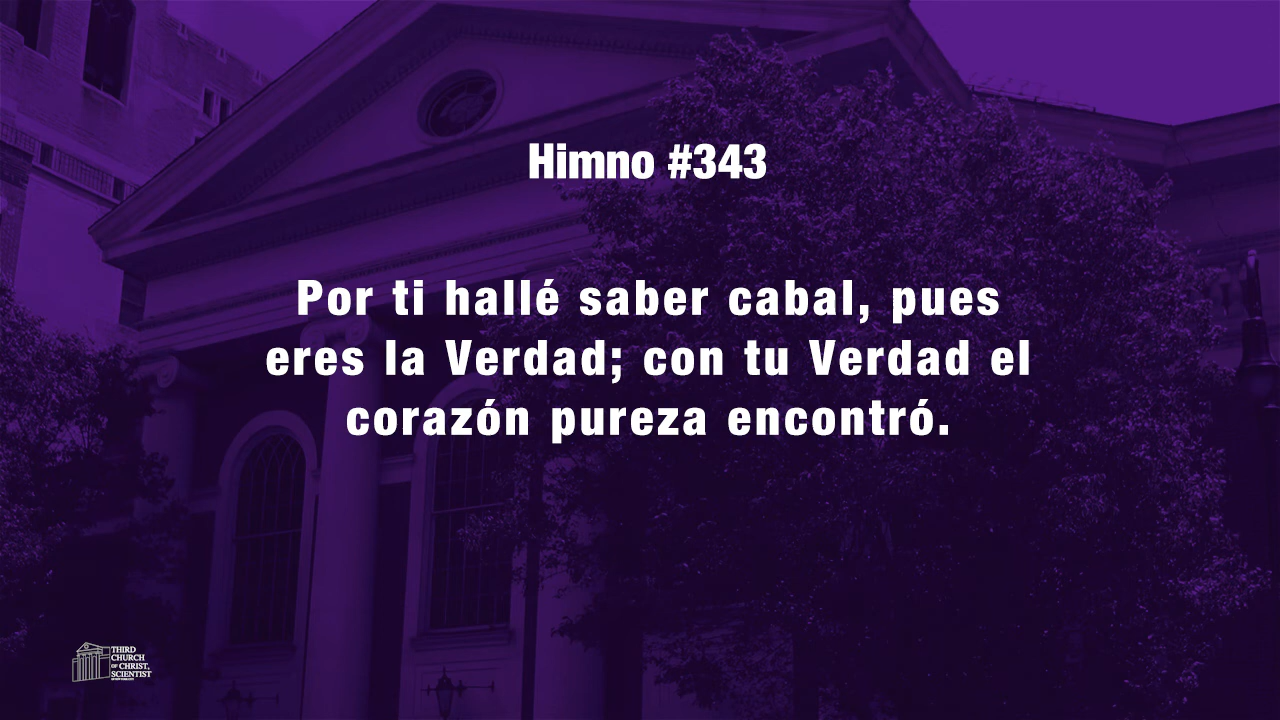 Himno #343
Por ti hallé saber cabal, pues
eres la Verdad; con tu Verdad el
corazón pureza encontró.
THIRD
CHURCH
OF CHRIST,
SCIENTIST